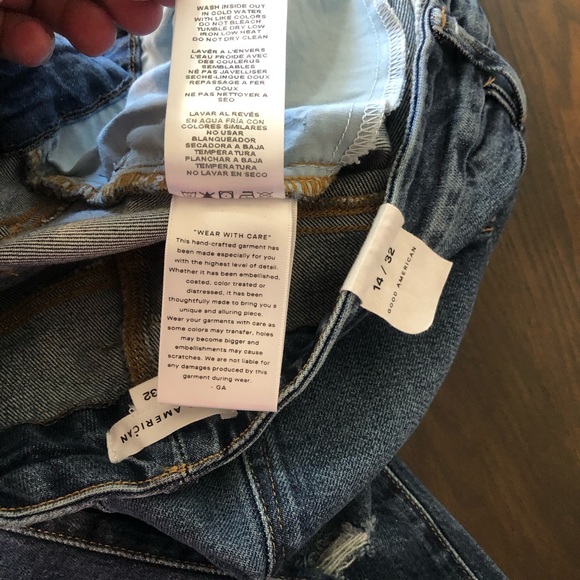 WASH INSIDE OUT
IN COLD WATER
WITH LIKE COLORS
DO NOT BLEACH
TUMBLE DRY LOW
IRON LOW HEAT
DO NOT DRY CLEAN
LAVÉR A L'ENVERS
L'EAU FROIDE AVEC
DES COULEURS
SEMBLABLES
NE PAS JAVELLISER
SÈCHE-LINGE DOUX
REPASSAGE A FER
DOUX
NE PAS NETTOYER A
SEC
LAVAR AL REVÉS
EN AGUA FRÍA CON
COLORES SIMILARES
NO USAR
BLANQUEADOR
SECADORA A BAJA
TEMPERATURA
PLANCHAR A BAJA
TEMPERATURA
NO LAVAR EN SECO
"WEAR WITH CARE"
This hand-crafted garment has
been made especially for you
with the highest level of detail.
Whether it has been embellished,
coated, color treated or
distressed, it has been
thoughtfully made to bring you a
unique and alluring piece.
Wear your garments with care as
some colors may transfer, holes
may become bigger and
embellishments may cause
scratches. We are not liable for
any damages produced by this
garment during wear.
- GA
14 / 32
GOOD AMERICAN
32
AMERICAN